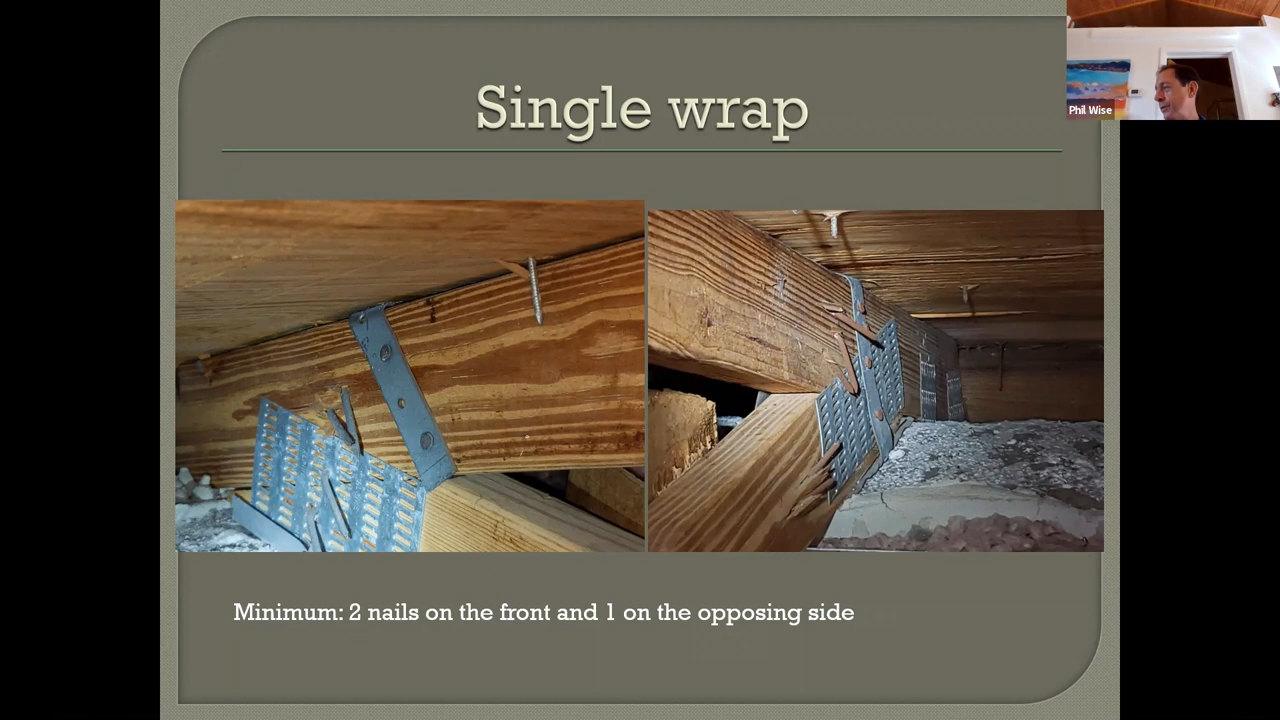 Single wrap
Phil Wise
Minimum: 2 nails on the front and 1 on the opposing side